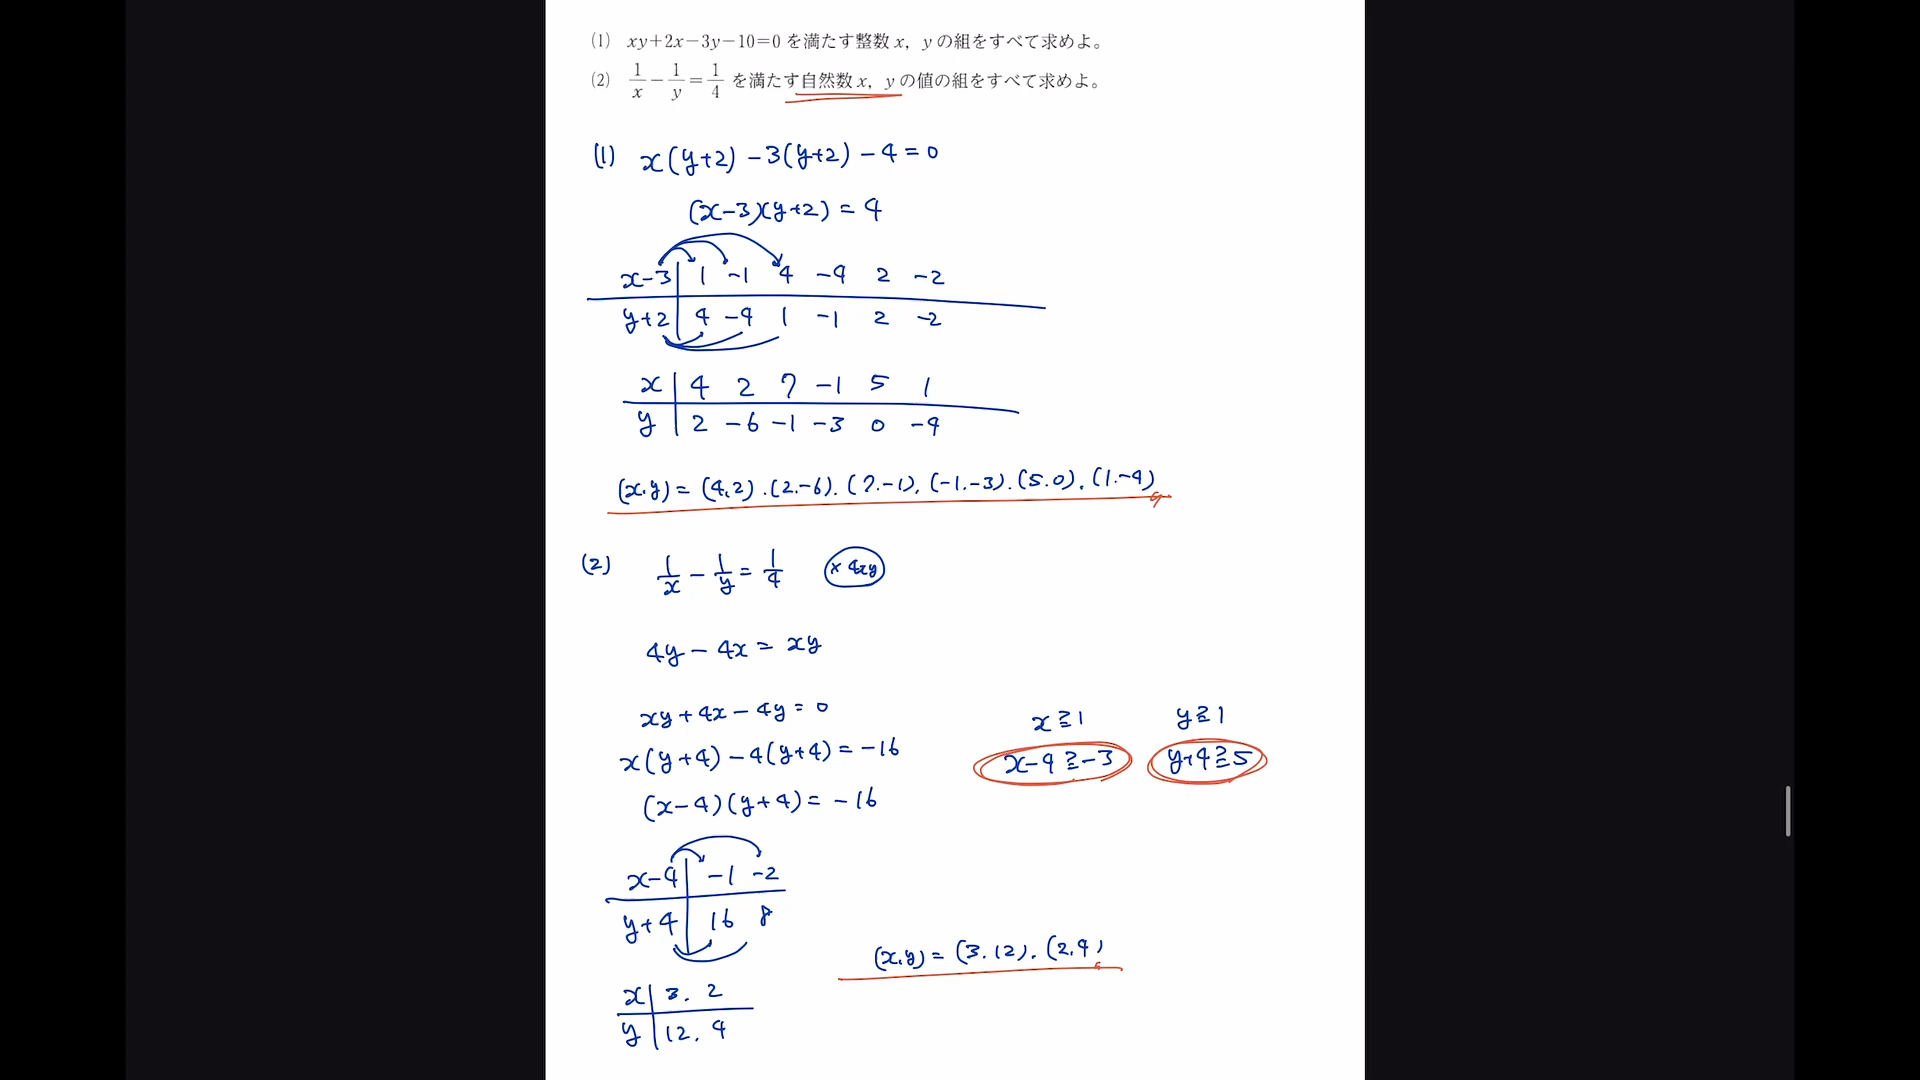 (1) xy+2x−3y−10=0 を満たす整数 x, y の組をすべて求めよ。
(2) 1/x − 1/y = 1/4 を満たす自然数 x, y の値の組をすべて求めよ。
(1) x(y+2) −3(y+2) −4 = 0
(x−3)(y+2) = 4
x−3 | 1 −1 4 −4 2 −2
y+2 | 4 −4 1 −1 2 −2
x | 4 2 7 −1 5 1
y | 2 −6 −1 −3 0 −4
(x.y) = (4,2).(2.−6).(7.−1),(−1.−3).(5.0),(1.−4)
(2) 1/x − 1/y = 1/4 ×4xy
4y − 4x = xy
xy + 4x − 4y = 0
x(y+4) − 4(y+4) = −16
(x−4)(y+4) = −16
x≧1 y≧1
x−4≧−3 y+4≧5
x−4 | −1 −2
y+4 | 16 8
(x.y) = (3.12).(2,4)
x | 3. 2
y | 12. 4